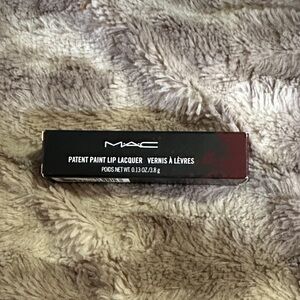 MAC
PATENT PAINT LIP LACQUER VERNIS À LÈVRES
POIDS NET WT. 0.13 OZ/3.8 g